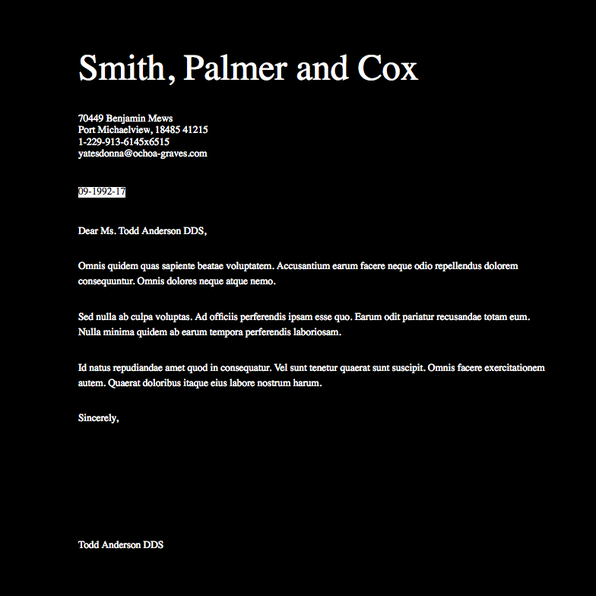 Smith, Palmer and Cox
70449 Benjamin Mews
Port Michaelview, 18485 41215
1-229-913-6145x6515
yatesdonna@ochoa-graves.com
09-1992-17
Dear Ms. Todd Anderson DDS,
Omnis quidem quas sapiente beatae voluptatem. Accusantium earum facere neque odio repellendus dolorem
consequuntur. Omnis dolores neque atque nemo.
Sed nulla ab culpa voluptas. Ad officiis perferendis ipsam esse quo. Earum odit pariatur recusandae totam eum.
Nulla minima quidem ab earum tempora perferendis laboriosam.
Id natus repudiandae amet quod in consequatur. Vel sunt tenetur quaerat sunt suscipit. Omnis facere exercitationem
autem. Quaerat doloribus itaque eius labore nostrum harum.
Sincerely,
Todd Anderson DDS